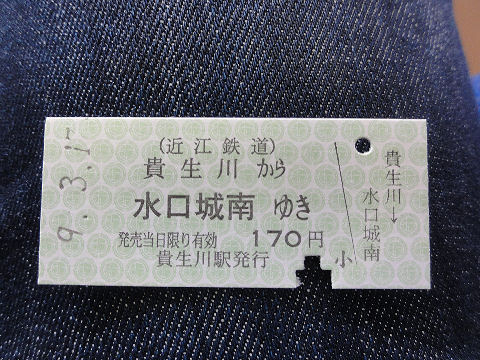 9. 3.17
(近江鉄道)
貴生川から
水口城南 ゆき
発売当日限り有効 170円
貴生川駅発行
小
貴生川→水口城南